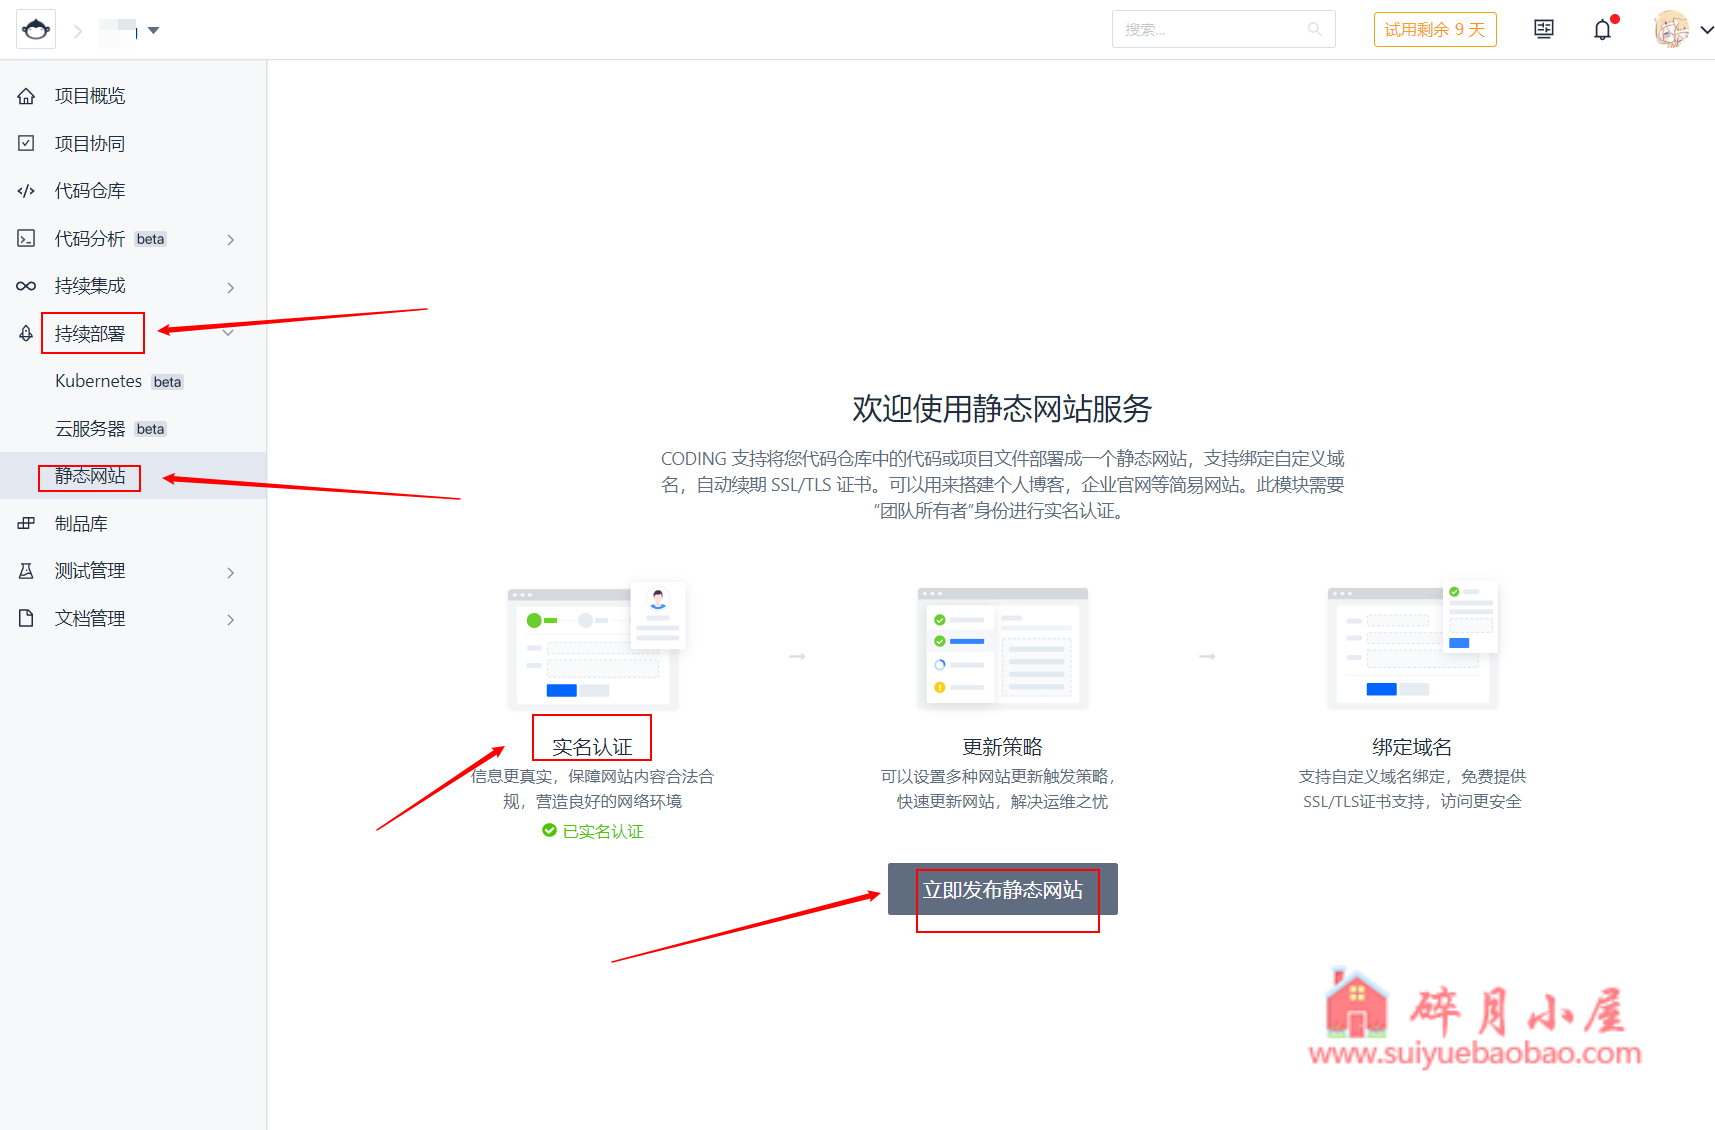 搜索...
试用剩余 9 天
项目概览
项目协同
代码仓库
代码分析 beta
持续集成
持续部署
Kubernetes beta
云服务器 beta
静态网站
制品库
测试管理
文档管理
欢迎使用静态网站服务
CODING 支持将您代码仓库中的代码或项目文件部署成一个静态网站，支持绑定自定义域
名，自动续期 SSL/TLS 证书。可以用来搭建个人博客，企业官网等简易网站。此模块需要
“团队所有者”身份进行实名认证。
实名认证
信息更真实，保障网站内容合法合
规，营造良好的网络环境
已实名认证
更新策略
可以设置多种网站更新触发策略，
快速更新网站，解决运维之忧
绑定域名
支持自定义域名绑定，免费提供
SSL/TLS证书支持，访问更安全
立即发布静态网站
碎月小屋
www.suiyuebaobao.com